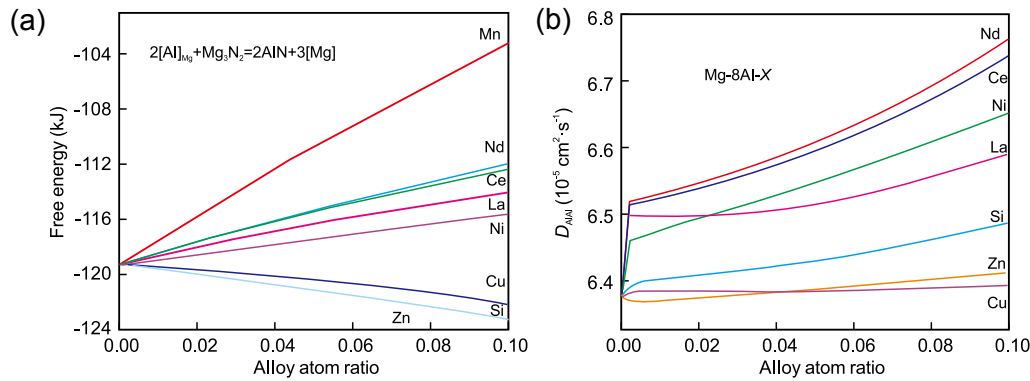 (a)
Free energy (kJ)
-104
-108
-112
-116
-120
-124
2[Al]Mg+Mg3N2=2AlN+3[Mg]
Mn
Nd
Ce
La
Ni
Cu
Si
Zn
0.00 0.02 0.04 0.06 0.08 0.10
Alloy atom ratio
(b)
DAlAl (10-5 cm2·s-1)
6.8
6.7
6.6
6.5
6.4
Mg-8Al-X
Nd
Ce
Ni
La
Si
Zn
Cu
0.00 0.02 0.04 0.06 0.08 0.10
Alloy atom ratio